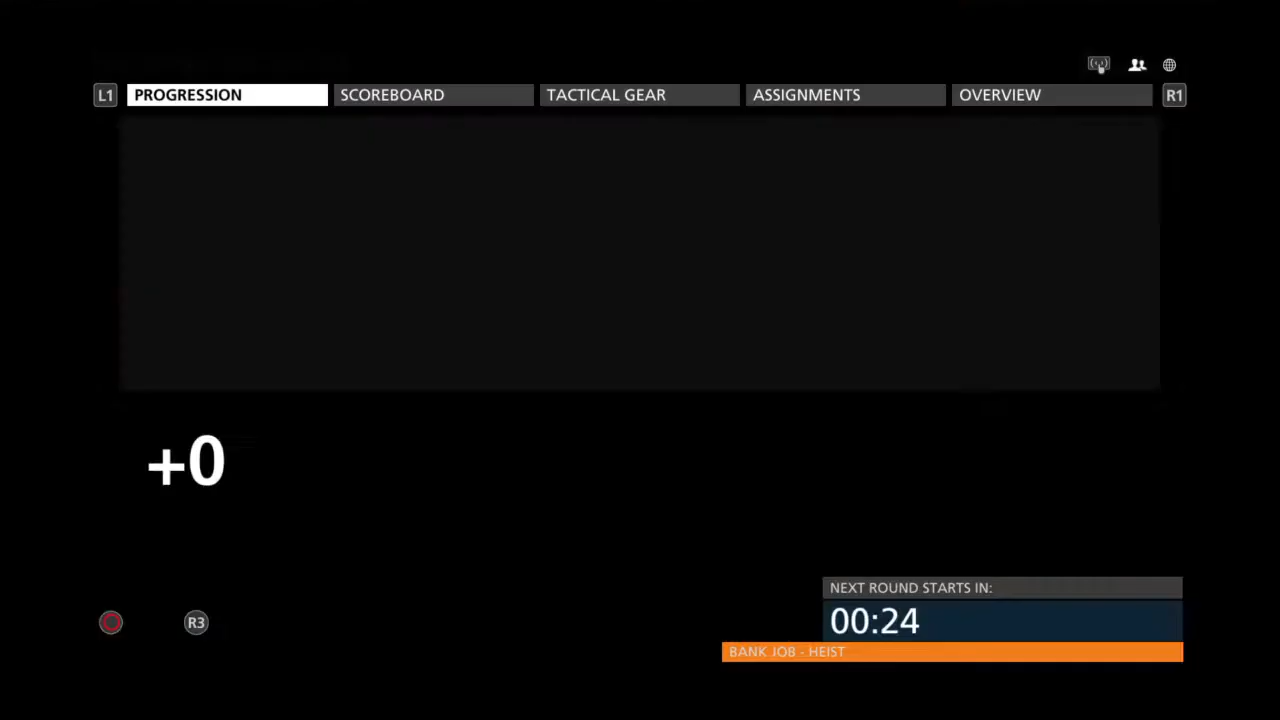 L1 PROGRESSION SCOREBOARD TACTICAL GEAR ASSIGNMENTS OVERVIEW R1
+0
NEXT ROUND STARTS IN:
00:24
R3
BANK JOB - HEIST